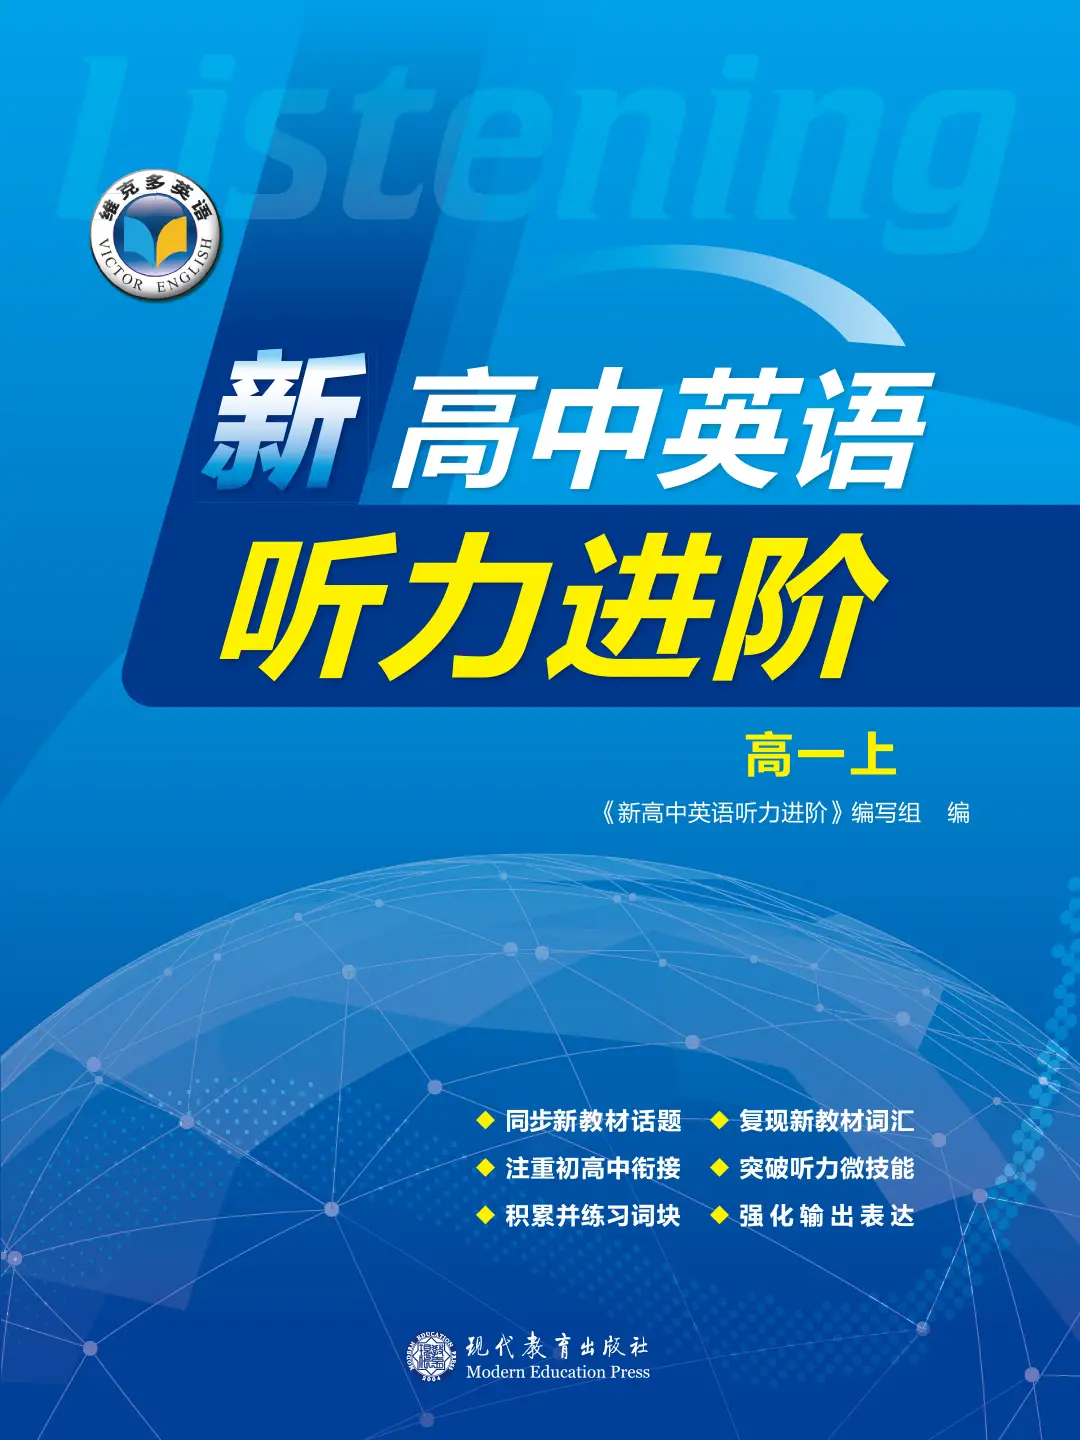 Listening
维克多英语
VICTOR ENGLISH
新 高中英语
听力进阶
高一上
《新高中英语听力进阶》编写组 编
◆ 同步新教材话题 ◆ 复现新教材词汇
◆ 注重初高中衔接 ◆ 突破听力微技能
◆ 积累并练习词块 ◆ 强化输出表达
MODERN EDUCATION PRESS
2004
现代教育出版社
Modern Education Press